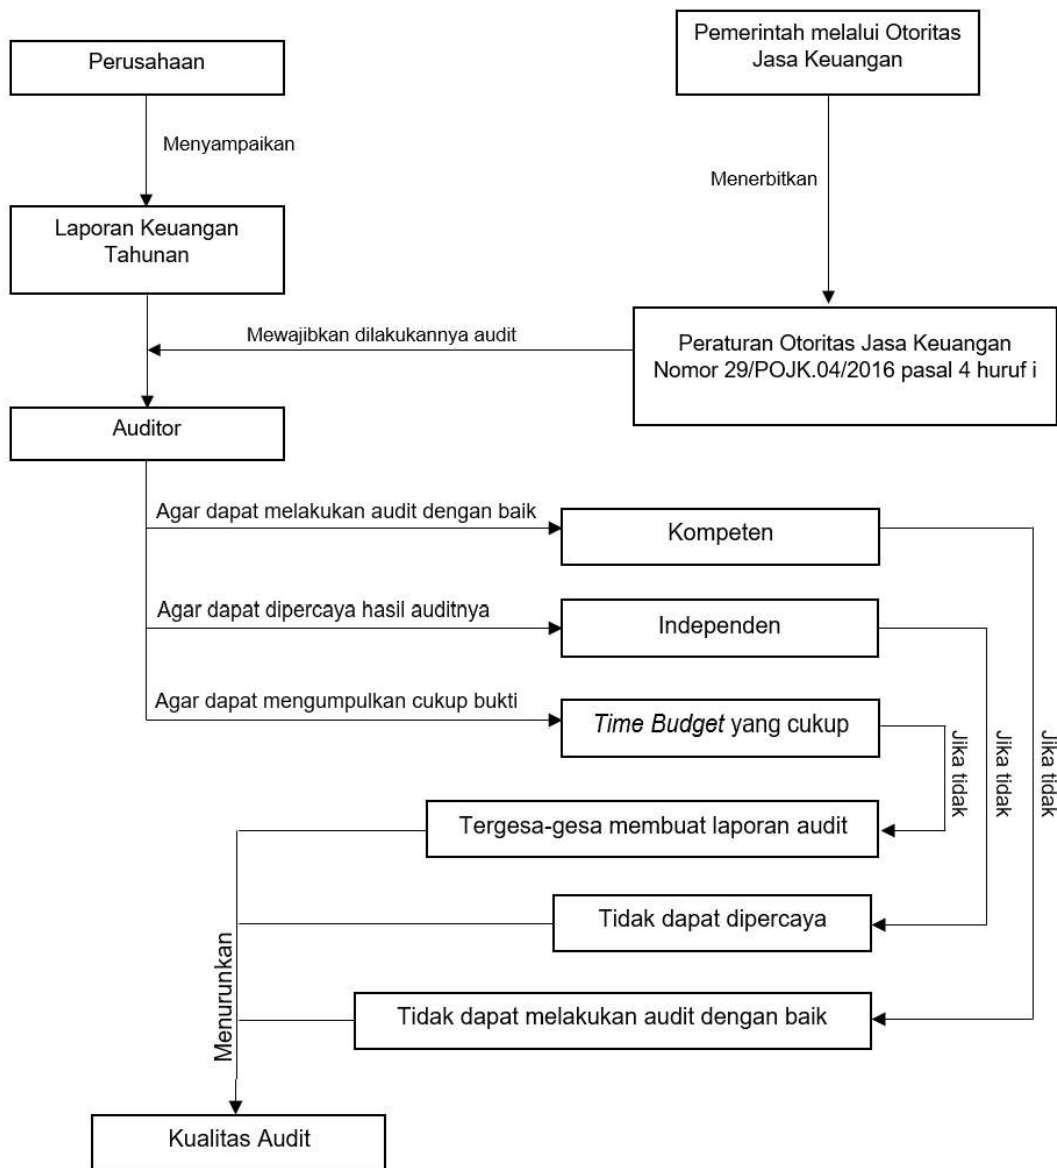 Perusahaan
Pemerintah melalui Otoritas
Jasa Keuangan
Menyampaikan
Menerbitkan
Laporan Keuangan
Tahunan
Mewajibkan dilakukannya audit
Peraturan Otoritas Jasa Keuangan
Nomor 29/POJK.04/2016 pasal 4 huruf i
Auditor
Agar dapat melakukan audit dengan baik
Kompeten
Agar dapat dipercaya hasil auditnya
Independen
Agar dapat mengumpulkan cukup bukti
Time Budget yang cukup
Jika tidak
Jika tidak
Jika tidak
Tergesa-gesa membuat laporan audit
Tidak dapat dipercaya
Menurunkan
Tidak dapat melakukan audit dengan baik
Kualitas Audit